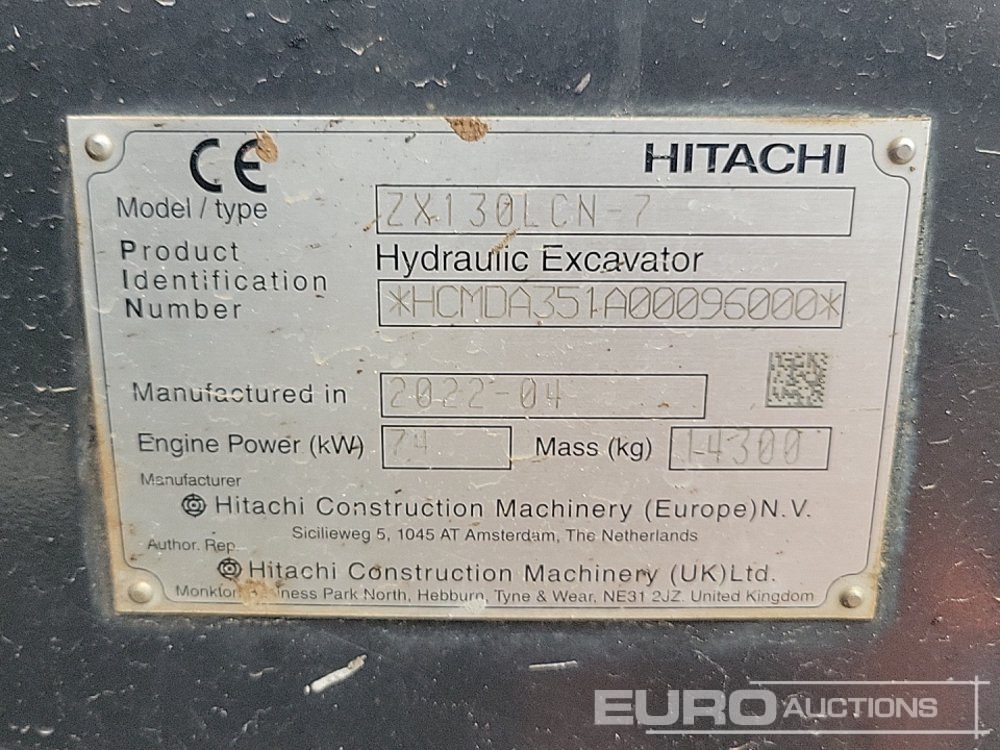 CE HITACHI
Model / type ZX130LCN-7
Product Hydraulic Excavator
Identification
Number *HCMDA351A00096000*
Manufactured in 2022-04
Engine Power (kW) 74 Mass (kg) 14300
Manufacturer
Hitachi Construction Machinery (Europe) N.V.
Sicilieweg 5, 1045 AT Amsterdam, The Netherlands
Author. Rep
Hitachi Construction Machinery (UK) Ltd.
Park North, Hebburn, Tyne & Wear, NE31 2JZ. United Kingdom
EURO AUCTIONS